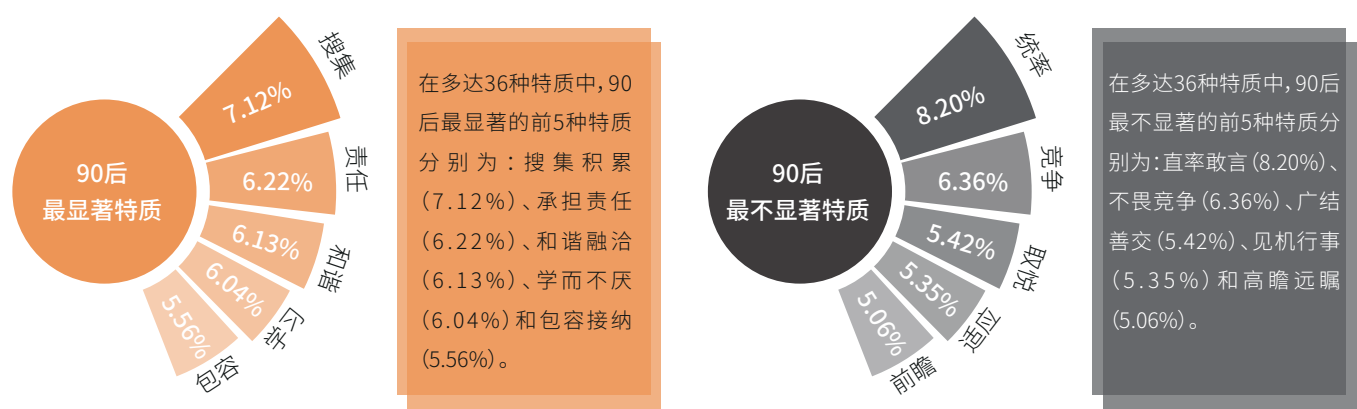 90后
最显著特质
7.12%
搜集
6.22%
责任
6.13%
和谐
6.04%
学习
5.56%
包容
在多达36种特质中，90
后最显著的前5种特质
分别为：搜集积累
（7.12%）、承担责任
（6.22%）、和谐融洽
（6.13%）、学而不厌
（6.04%）和包容接纳
（5.56%）。
90后
最不显著特质
8.20%
统率
6.36%
竞争
5.42%
取悦
5.35%
适应
5.06%
前瞻
在多达36种特质中，90后
最不显著的前5种特质分
别为：直率敢言（8.20%）、
不畏竞争（6.36%）、广结
善交（5.42%）、见机行事
（5.35%）和高瞻远瞩
（5.06%）。